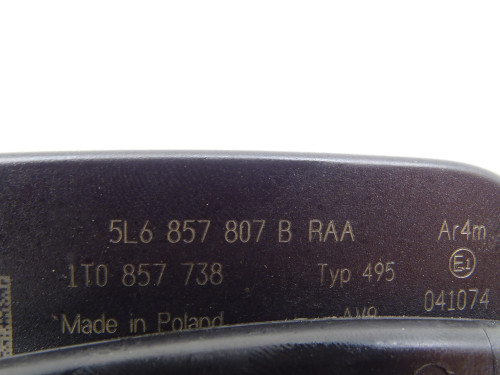 5L6 857 807 B RAA Ar4m
1T0 857 738 Typ 495 E1
041074
Made in Poland